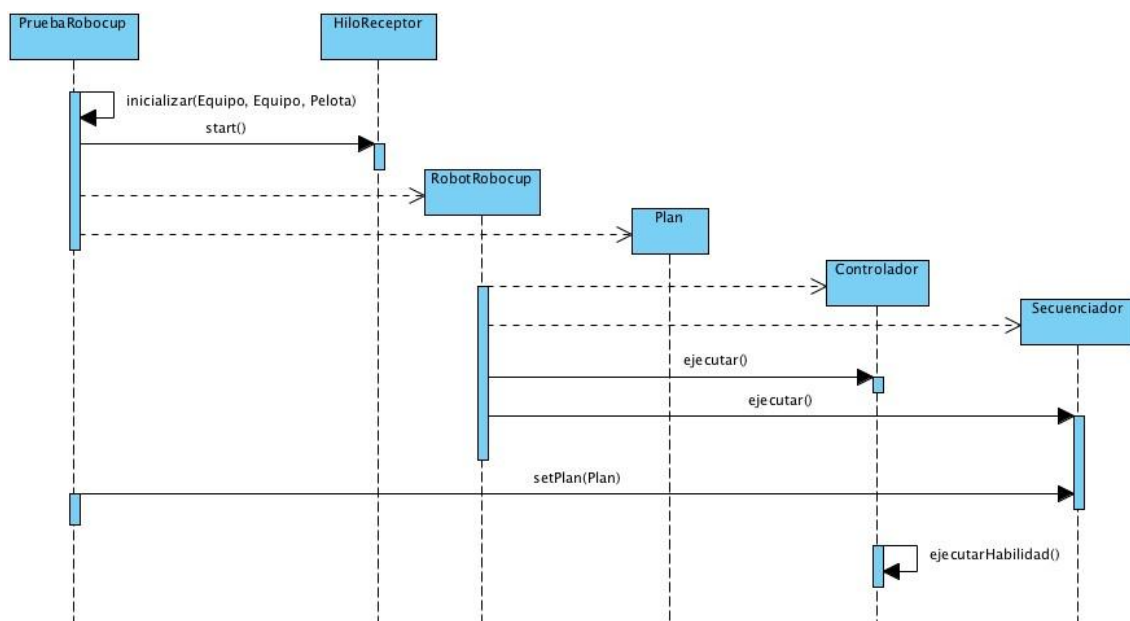 PruebaRobocup
HiloReceptor
inicializar(Equipo, Equipo, Pelota)
start()
RobotRobocup
Plan
Controlador
Secuenciador
ejecutar()
ejecutar()
setPlan(Plan)
ejecutarHabilidad()